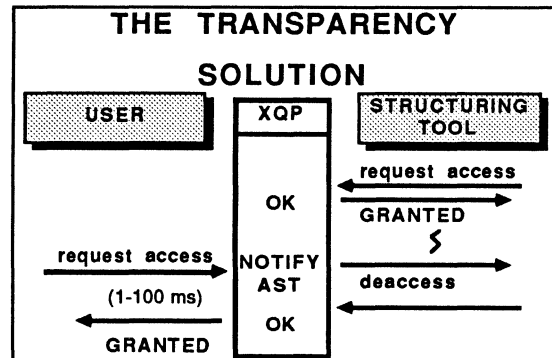 THE TRANSPARENCY
SOLUTION
USER
XQP
STRUCTURING
TOOL
request access
OK
GRANTED
request access
NOTIFY
AST
deaccess
(1-100 ms)
OK
GRANTED